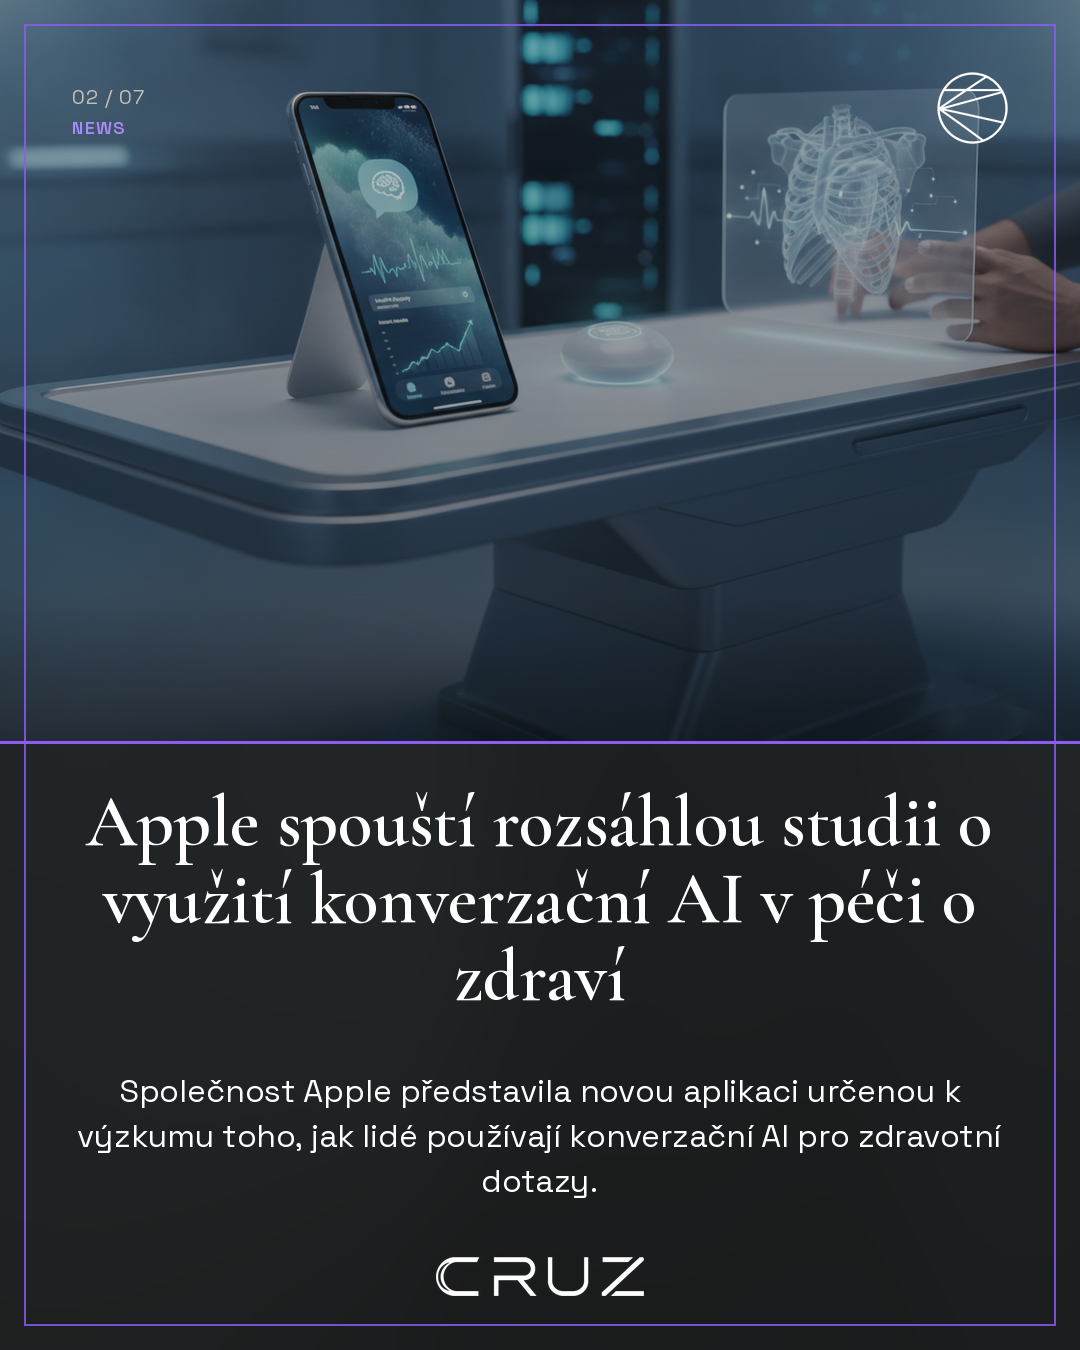 02 / 07
NEWS
Apple spouští rozsáhlou studii o
využití konverzační AI v péči o
zdraví
Společnost Apple představila novou aplikaci určenou k
výzkumu toho, jak lidé používají konverzační AI pro zdravotní
dotazy.
CRUZ